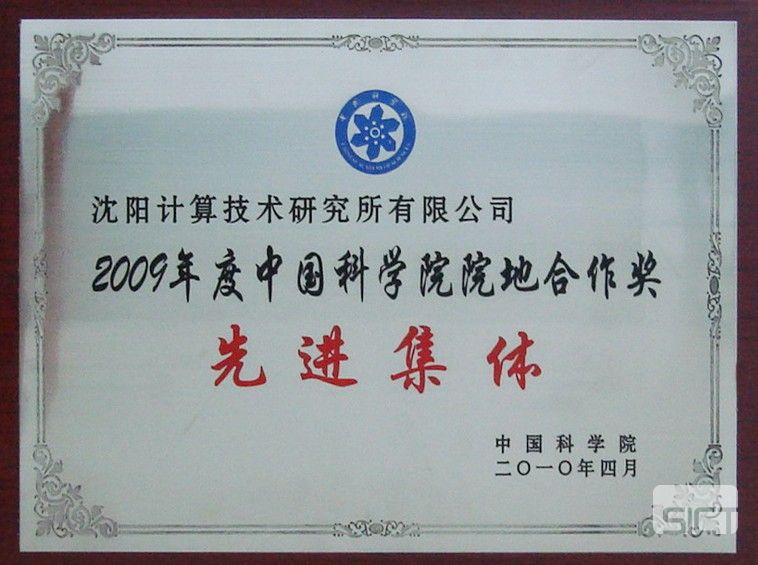 沈阳计算技术研究所有限公司
2009年度中国科学院院地合作奖
先进集体
中国科学院
二〇一〇年四月